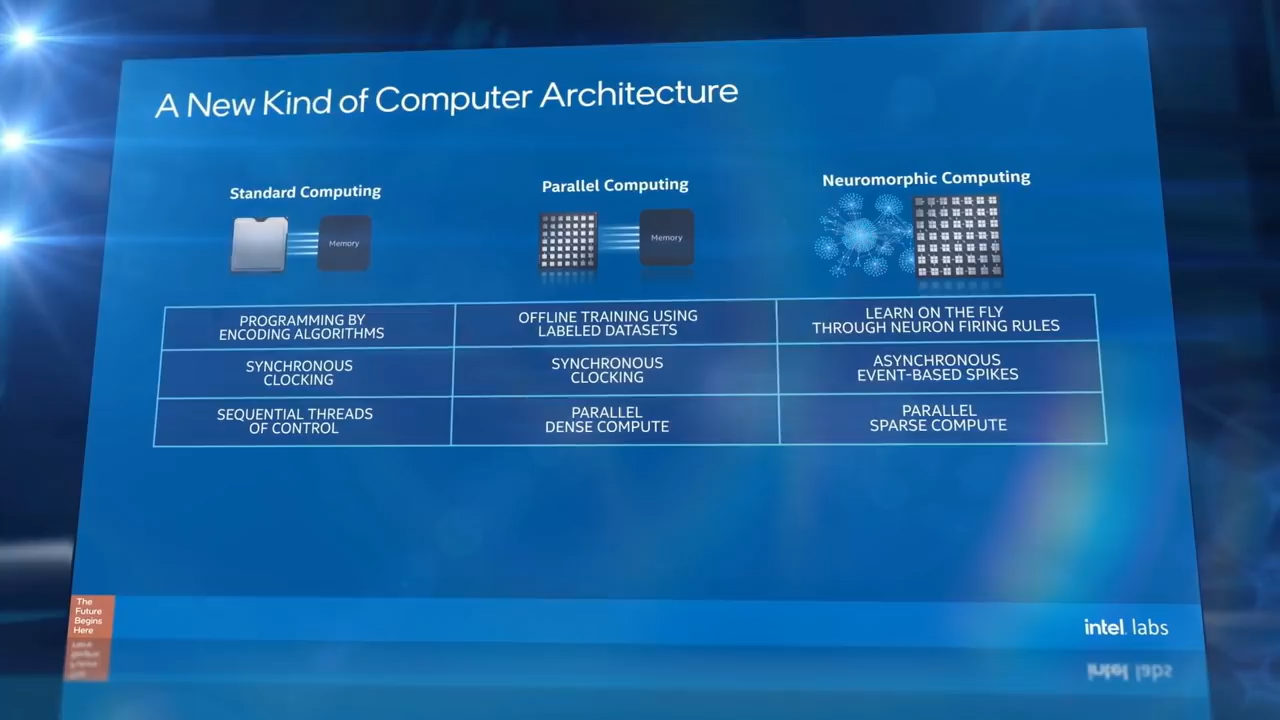 A New Kind of Computer Architecture
Standard Computing
Parallel Computing
Neuromorphic Computing
Memory
Memory
PROGRAMMING BY
ENCODING ALGORITHMS
OFFLINE TRAINING USING
LABELED DATASETS
LEARN ON THE FLY
THROUGH NEURON FIRING RULES
SYNCHRONOUS
CLOCKING
SYNCHRONOUS
CLOCKING
ASYNCHRONOUS
EVENT-BASED SPIKES
SEQUENTIAL THREADS
OF CONTROL
PARALLEL
DENSE COMPUTE
PARALLEL
SPARSE COMPUTE
The
Future
Begins
Here
intel labs